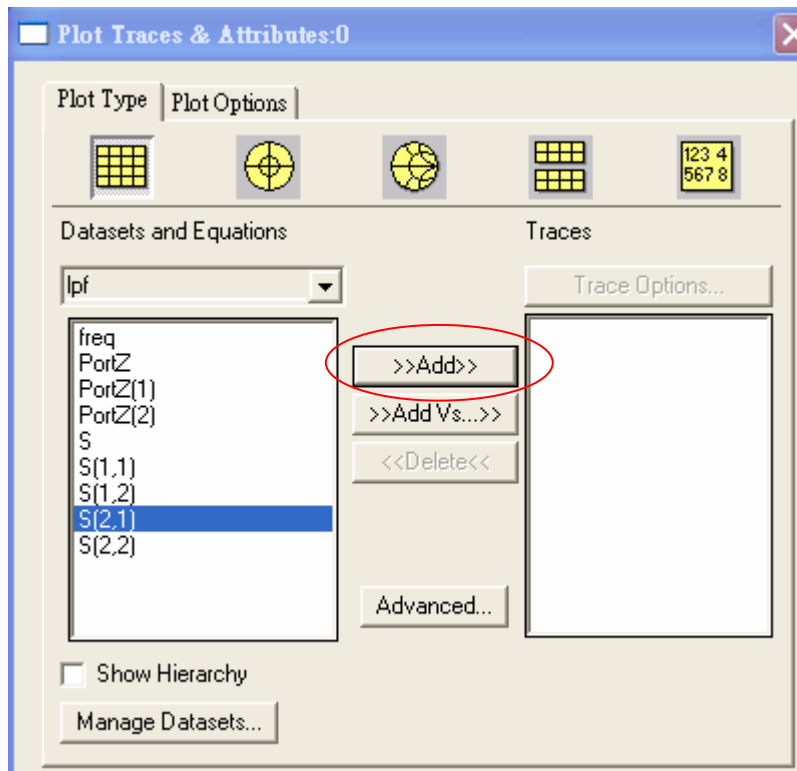 Plot Traces & Attributes:0
Plot Type Plot Options
123 4
567 8
Datasets and Equations Traces
lpf Trace Options...
freq
PortZ
PortZ(1)
PortZ(2)
S
S(1,1)
S(1,2)
S(2,1)
S(2,2)
>>Add>>
>>Add Vs...>>
<<Delete<<
Advanced...
Show Hierarchy
Manage Datasets...